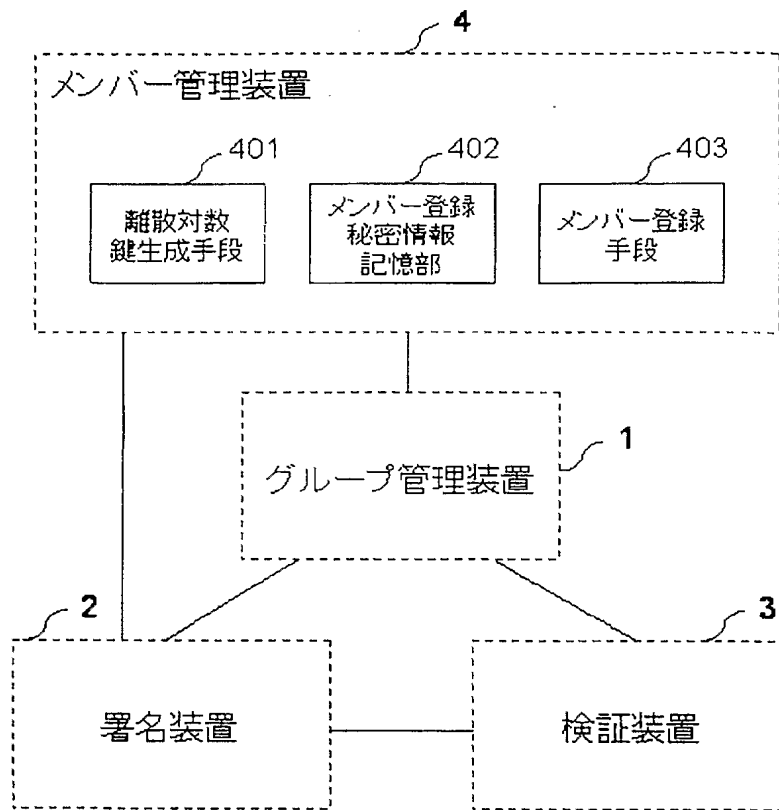 4
メンバー管理装置
401
402
403
離散対数
鍵生成手段
メンバー登録
秘密情報
記憶部
メンバー登録
手段
1
グループ管理装置
2
3
署名装置
検証装置